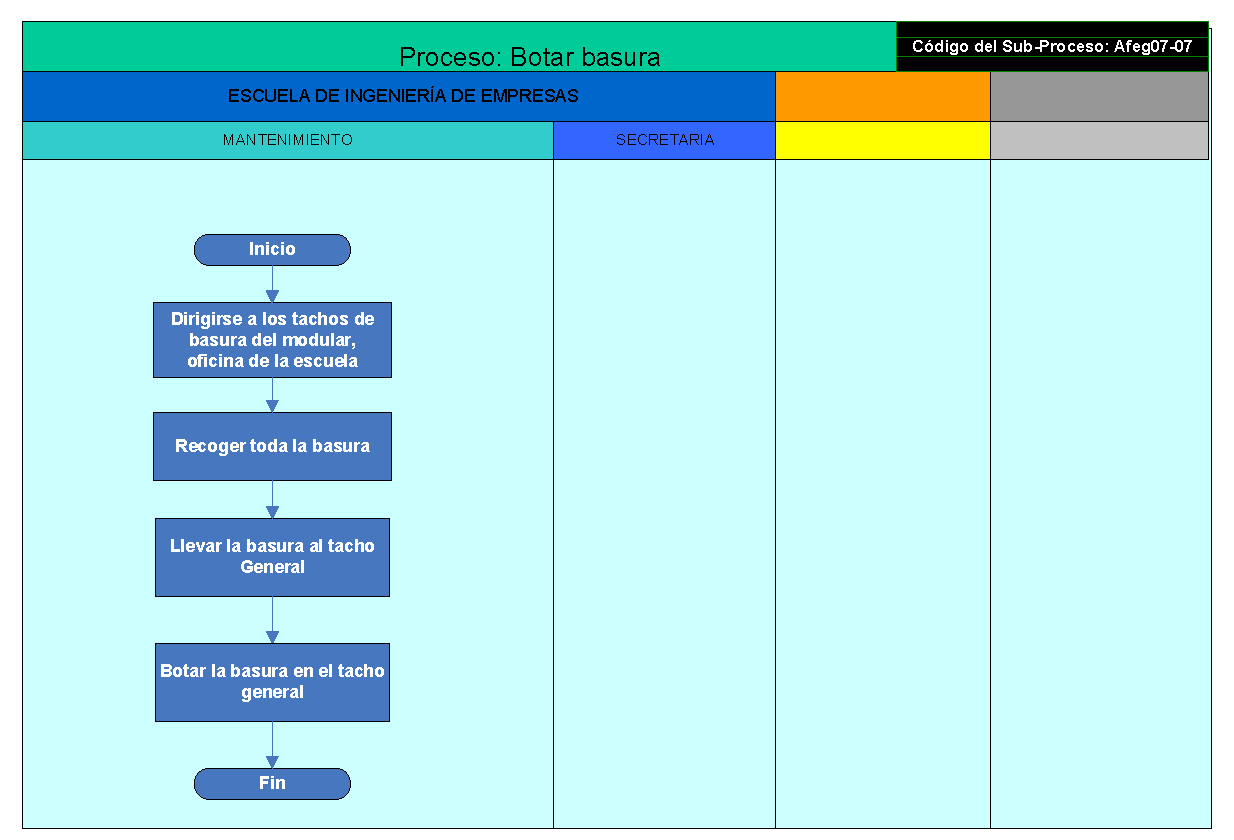 Proceso: Botar basura
Código del Sub-Proceso: Afeg07-07
ESCUELA DE INGENIERÍA DE EMPRESAS
MANTENIMIENTO
SECRETARIA
Inicio
Dirigirse a los tachos de
basura del modular,
oficina de la escuela
Recoger toda la basura
Llevar la basura al tacho
General
Botar la basura en el tacho
general
Fin